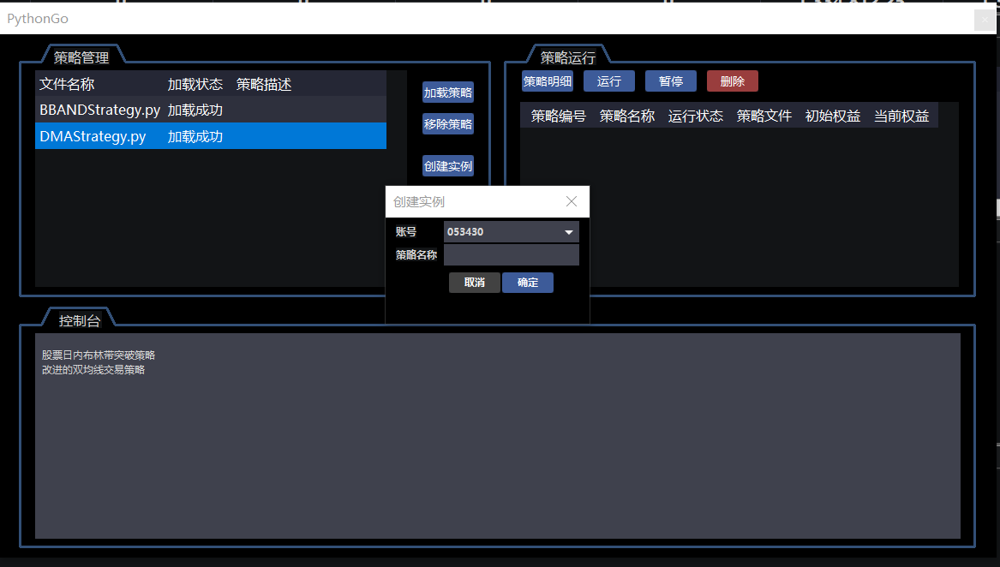 PythonGo
策略管理
文件名称 加载状态 策略描述
BBANDStrategy.py 加载成功
DMAStrategy.py 加载成功
加载策略
移除策略
创建实例
策略运行
策略明细 运行 暂停 删除
策略编号 策略名称 运行状态 策略文件 初始权益 当前权益
创建实例
账号 053430
策略名称
取消 确定
控制台
股票日内布林带突破策略
改进的双均线交易策略